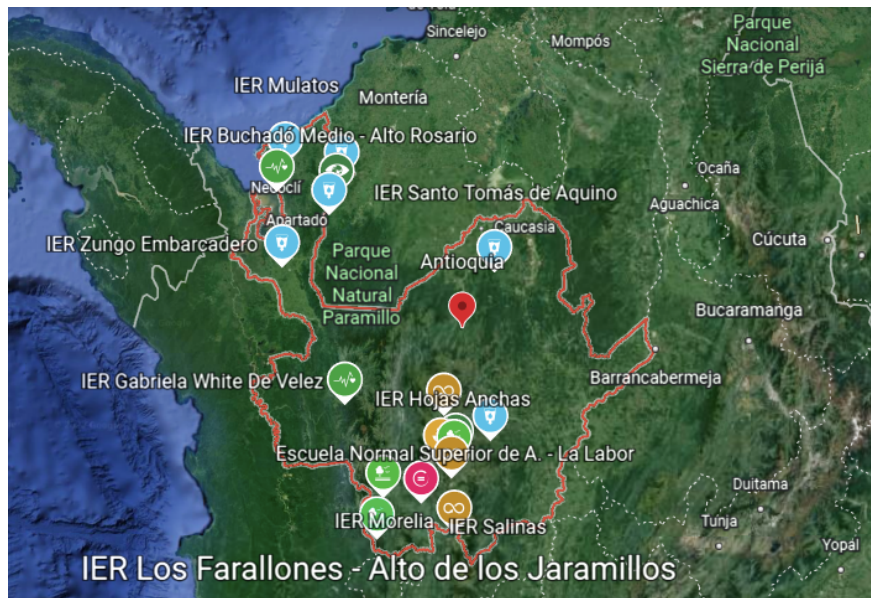 Sincelejo
Parque
Nacional
Sierra de Perijá
Mompós
IER Mulatos
Montería
IER Buchadó Medio - Alto Rosario
Ocaña
Necoclí
IER Santo Tomás de Aquino
Aguachica
Apartadó
Caucasia
IER Zungo Embarcadero
Cúcuta
Parque
Nacional
Natural
Paramillo
Antioquia
Bucaramanga
IER Gabriela White De Velez
Barrancabermeja
IER Hojas Anchas
Escuela Normal Superior de A. - La Labor
Duitama
IER Morelia
IER Salinas
Tunja
Yopal
IER Los Farallones - Alto de los Jaramillos